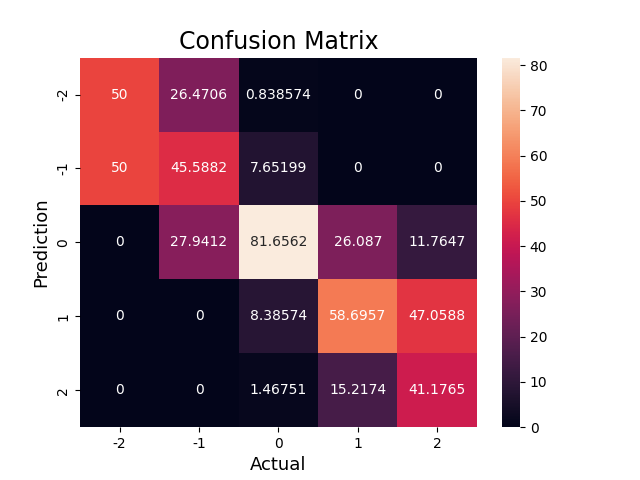 Confusion Matrix
-2 50 26.4706 0.838574 0 0
-1 50 45.5882 7.65199 0 0
0 0 27.9412 81.6562 26.087 11.7647
1 0 0 8.38574 58.6957 47.0588
2 0 0 1.46751 15.2174 41.1765
-2 -1 0 1 2
Prediction
Actual
80
70
60
50
40
30
20
10
0